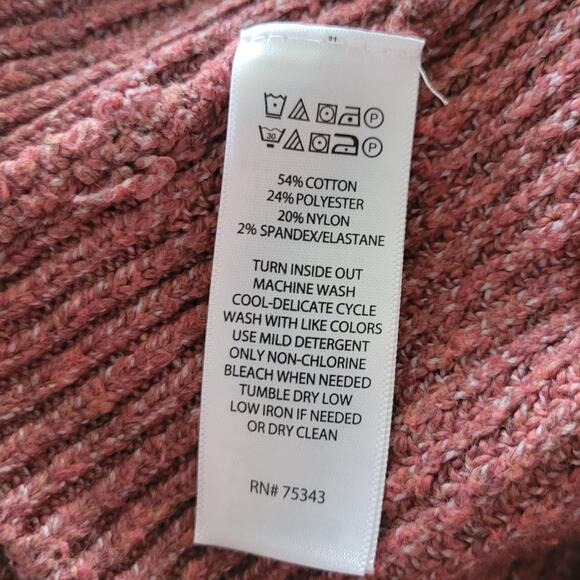 P
30 P
54% COTTON
24% POLYESTER
20% NYLON
2% SPANDEX/ELASTANE
TURN INSIDE OUT
MACHINE WASH
COOL-DELICATE CYCLE
WASH WITH LIKE COLORS
USE MILD DETERGENT
ONLY NON-CHLORINE
BLEACH WHEN NEEDED
TUMBLE DRY LOW
LOW IRON IF NEEDED
OR DRY CLEAN
RN# 75343